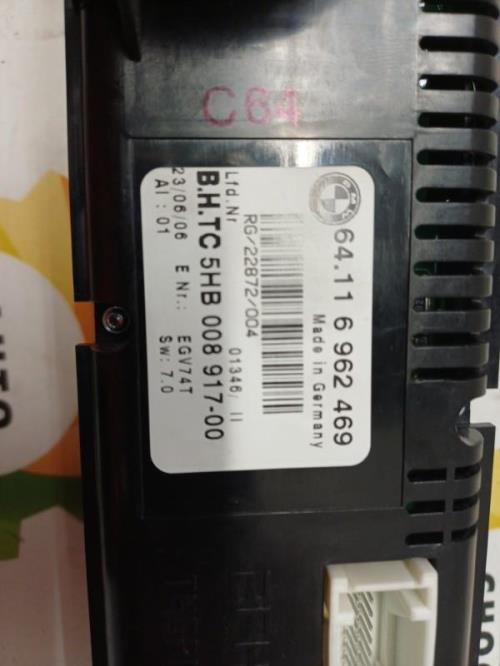 C64
64.11 6 962 469
Made in Germany
RG/22872/004
Lfd.Nr 01346/ II
B.H.TC 5HB 008 917-00
23/06/06 E Nr.: EGV74T
AI : 01 Sw: 7.0